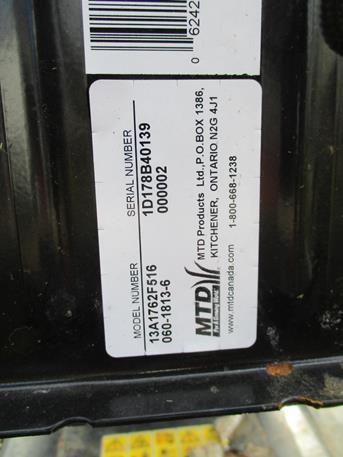 0 6242
MODEL NUMBER
13A1762F516
060-1813-6
SERIAL NUMBER
1D178B40139
000002
MTD
MTD Products Ltd., P.O.BOX 1386,
KITCHENER, ONTARIO N2G 4J1
www.mtdcanada.com 1-800-668-1238